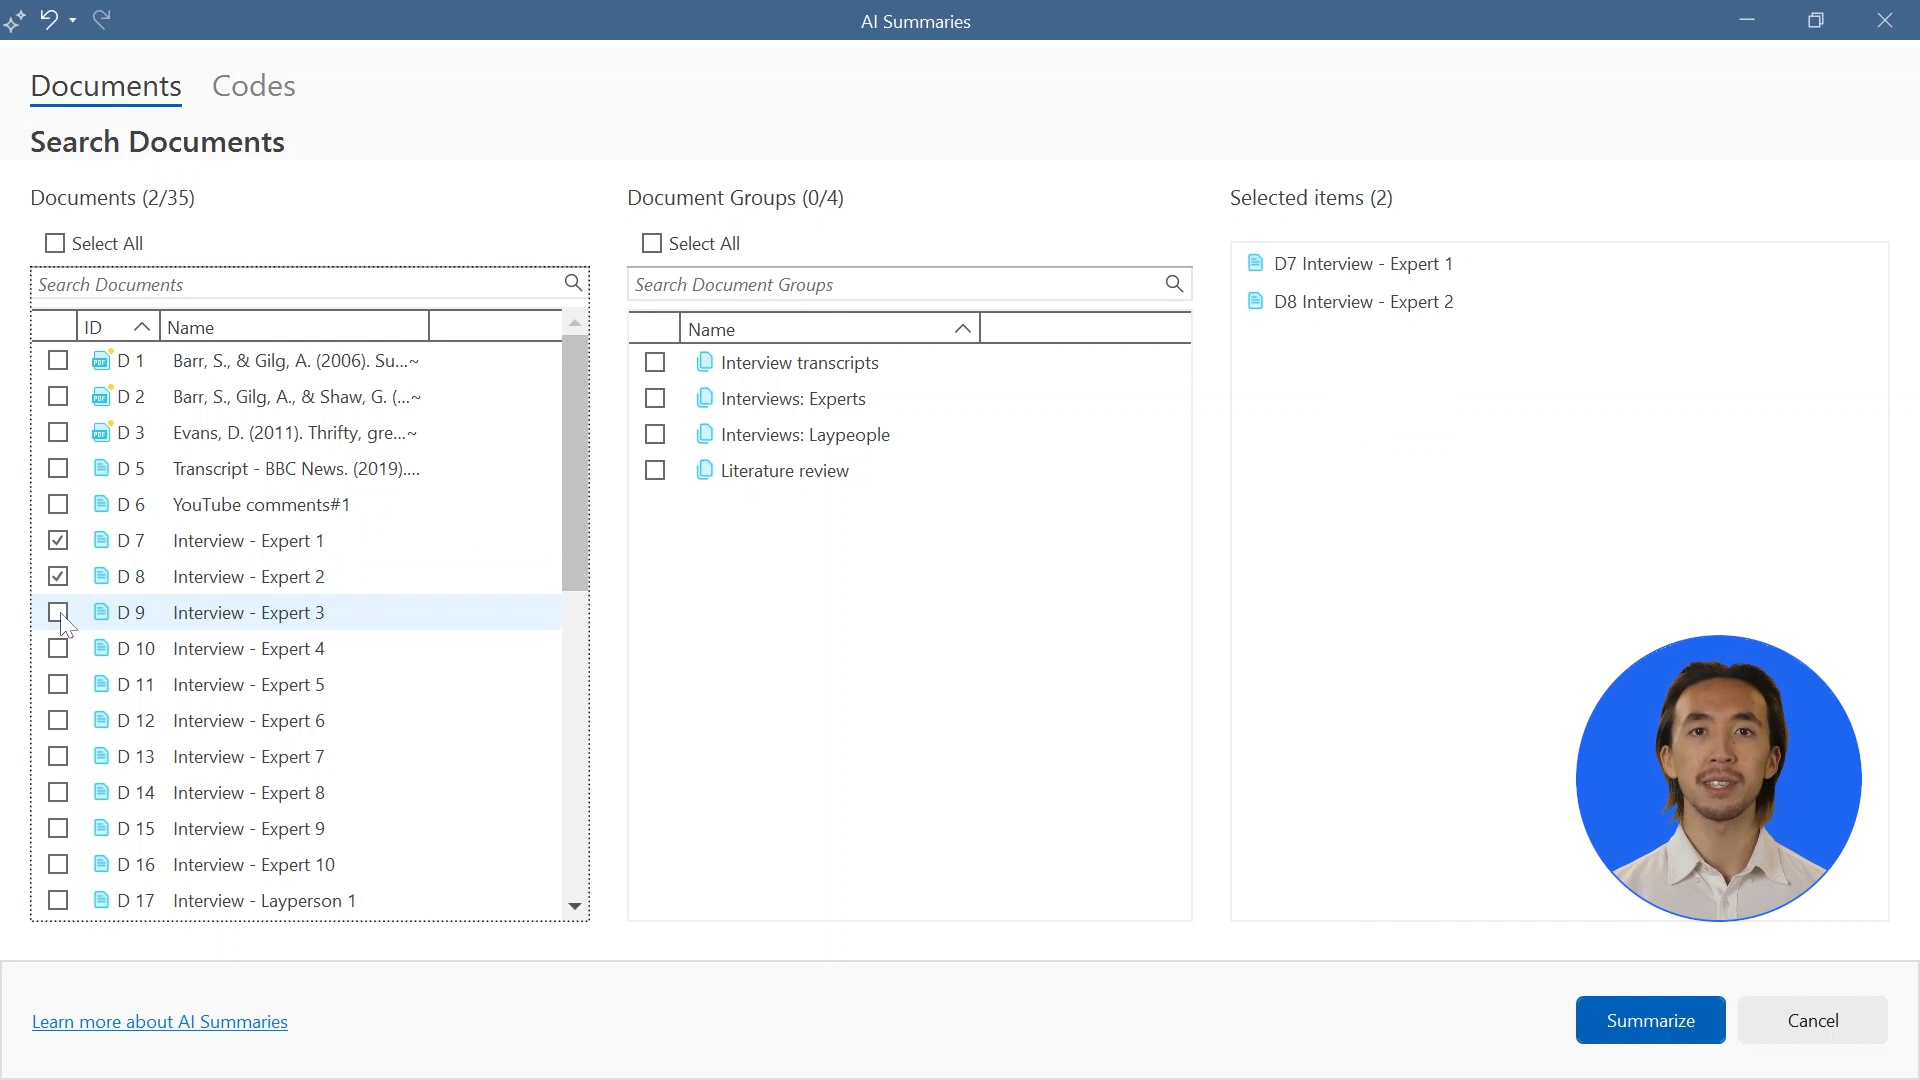 AI Summaries
Documents
Codes
Search Documents
Documents (2/35)
Select All
Search Documents
ID
Name
D 1 Barr, S., & Gilg, A. (2006). Su...~
D 2 Barr, S., Gilg, A., & Shaw, G. (...~
D 3 Evans, D. (2011). Thrifty, gre...~
D 5 Transcript - BBC News. (2019)....
D 6 YouTube comments#1
D 7 Interview - Expert 1
D 8 Interview - Expert 2
D 9 Interview - Expert 3
D 10 Interview - Expert 4
D 11 Interview - Expert 5
D 12 Interview - Expert 6
D 13 Interview - Expert 7
D 14 Interview - Expert 8
D 15 Interview - Expert 9
D 16 Interview - Expert 10
D 17 Interview - Layperson 1
Document Groups (0/4)
Select All
Search Document Groups
Name
Interview transcripts
Interviews: Experts
Interviews: Laypeople
Literature review
Selected items (2)
D7 Interview - Expert 1
D8 Interview - Expert 2
Learn more about AI Summaries
Summarize
Cancel